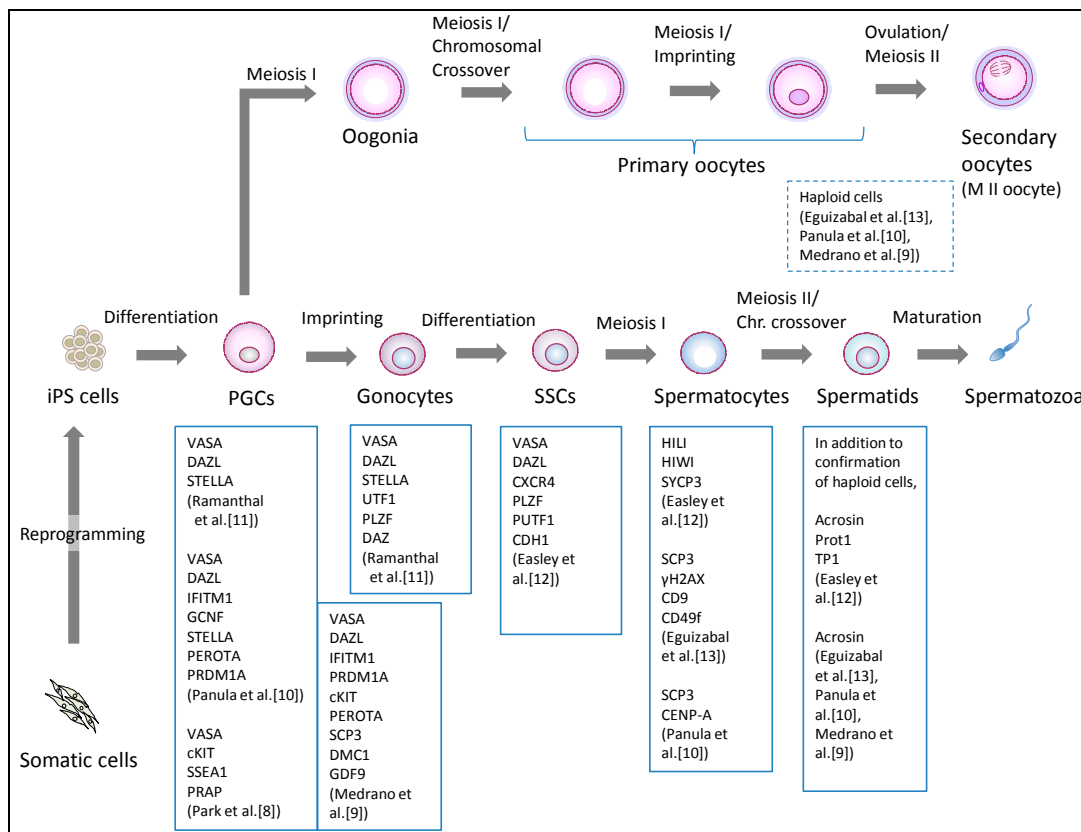 Meiosis I
Meiosis I/
Chromosomal
Crossover
Meiosis I/
Imprinting
Ovulation/
Meiosis II
Oogonia
Primary oocytes
Secondary
oocytes
(M II oocyte)
Haploid cells
(Eguizabal et al.[13],
Panula et al.[10],
Medrano et al.[9])
Differentiation
Imprinting
Differentiation
Meiosis I
Meiosis II/
Chr. crossover
Maturation
iPS cells
PGCs
Gonocytes
SSCs
Spermatocytes
Spermatids
Spermatozoa
Reprogramming
Somatic cells
VASA
DAZL
STELLA
(Ramanthal
et al.[11])
VASA
DAZL
IFITM1
GCNF
STELLA
PEROTA
PRDM1A
(Panula et al.[10])
VASA
cKIT
SSEA1
PRAP
(Park et al.[8])
VASA
DAZL
STELLA
UTF1
PLZF
DAZ
(Ramanthal
et al.[11])
VASA
DAZL
IFITM1
PRDM1A
cKIT
PEROTA
SCP3
DMC1
GDF9
(Medrano et
al.[9])
VASA
DAZL
CXCR4
PLZF
PUTF1
CDH1
(Easley et
al.[12])
HILI
HIWI
SYCP3
(Easley et
al.[12])
SCP3
γH2AX
CD9
CD49f
(Eguizabal
et al.[13])
SCP3
CENP-A
(Panula et
al.[10])
In addition to
confirmation
of haploid cells,
Acrosin
Prot1
TP1
(Easley et
al.[12])
Acrosin
(Eguizabal
et al.[13],
Panula et
al.[10],
Medrano et
al.[9])